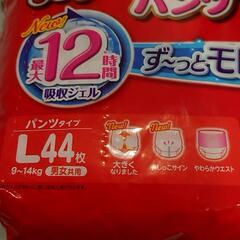 パンツ
New!
最大12時間
吸収ジェル
ず〜っとモレ
パンツタイプ
L44枚
9~14kg 男女共用
New!
大きく
なりました
New!
おしっこサイン
やわらかウエスト